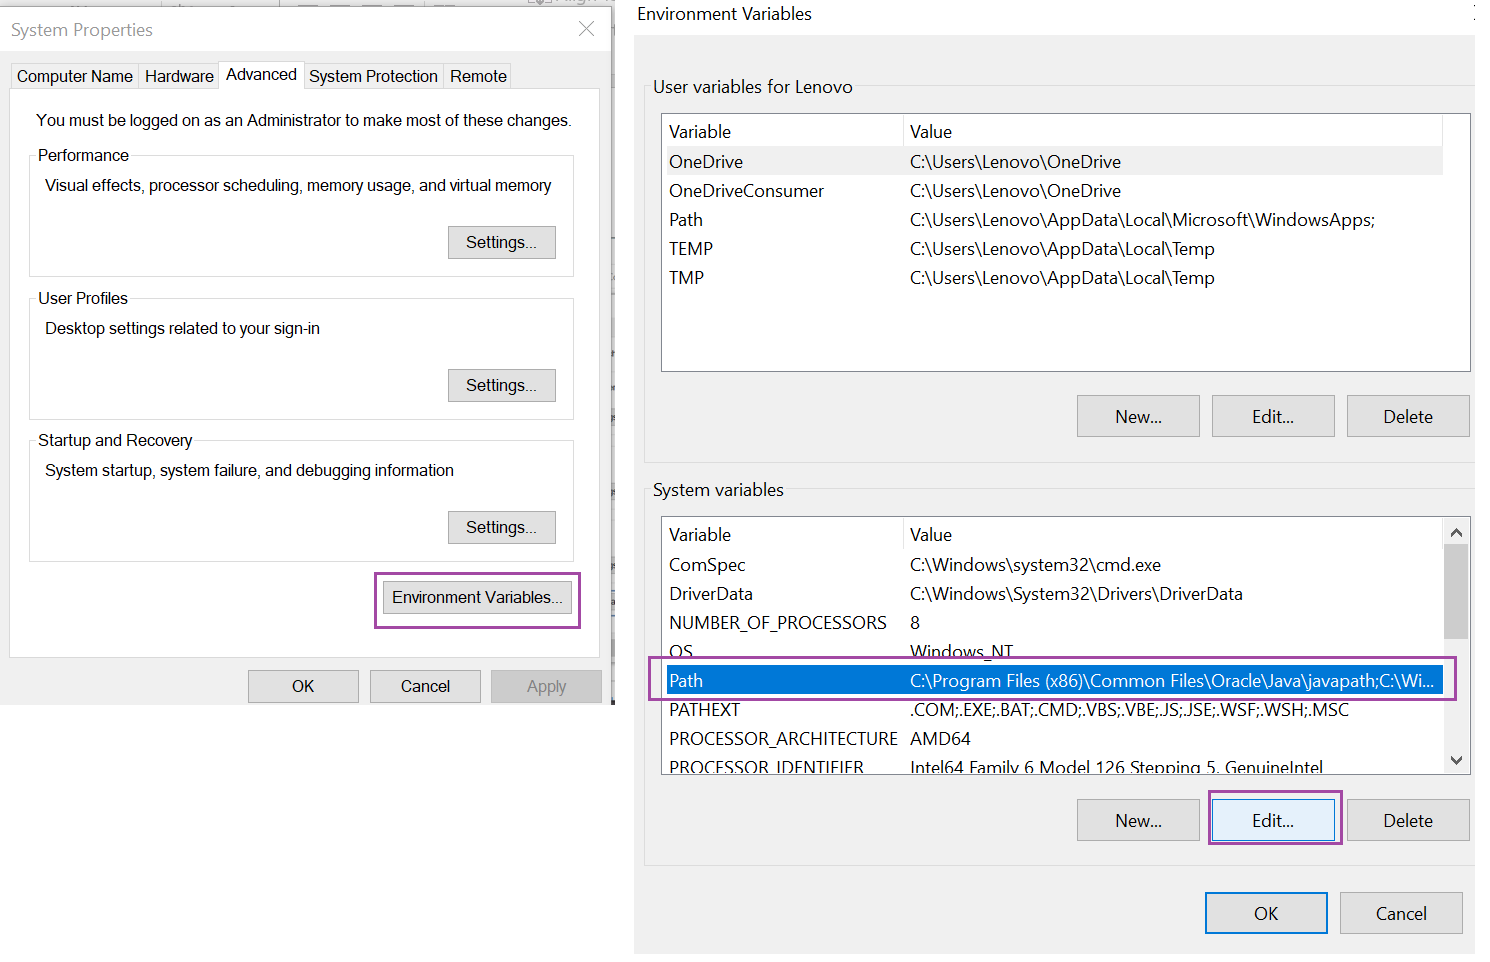 System Properties
Computer Name Hardware Advanced System Protection Remote
You must be logged on as an Administrator to make most of these changes.
Performance
Visual effects, processor scheduling, memory usage, and virtual memory
Settings...
User Profiles
Desktop settings related to your sign-in
Settings...
Startup and Recovery
System startup, system failure, and debugging information
Settings...
Environment Variables...
OK Cancel Apply
Environment Variables
User variables for Lenovo
Variable Value
OneDrive C:\Users\Lenovo\OneDrive
OneDriveConsumer C:\Users\Lenovo\OneDrive
Path C:\Users\Lenovo\AppData\Local\Microsoft\WindowsApps;
TEMP C:\Users\Lenovo\AppData\Local\Temp
TMP C:\Users\Lenovo\AppData\Local\Temp
New... Edit... Delete
System variables
Variable Value
ComSpec C:\Windows\system32\cmd.exe
DriverData C:\Windows\System32\Drivers\DriverData
NUMBER_OF_PROCESSORS 8
OS Windows_NT
Path C:\Program Files (x86)\Common Files\Oracle\Java\javapath;C:\Wi...
PATHEXT .COM;.EXE;.BAT;.CMD;.VBS;.VBE;.JS;.JSE;.WSF;.WSH;.MSC
PROCESSOR_ARCHITECTURE AMD64
PROCESSOR_IDENTIFIER Intel64 Family 6 Model 126 Stepping 5, GenuineIntel
New... Edit... Delete
OK Cancel